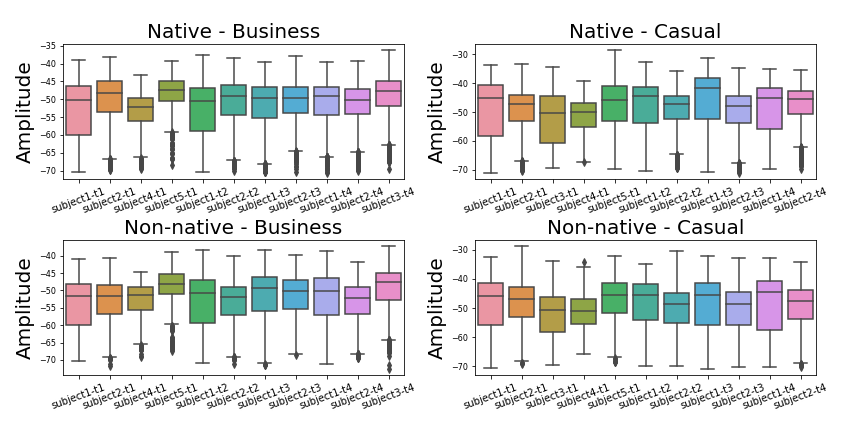 Native - Business
Amplitude
−35
−40
−45
−50
−55
−60
−65
−70
subject1-t1
subject2-t1
subject4-t1
subject5-t1
subject1-t2
subject2-t2
subject1-t3
subject2-t3
subject1-t4
subject2-t4
subject3-t4
Native - Casual
Amplitude
−30
−40
−50
−60
−70
subject1-t1
subject2-t1
subject3-t1
subject4-t1
subject5-t1
subject1-t2
subject2-t2
subject1-t3
subject2-t3
subject1-t4
subject2-t4
Non-native - Business
Amplitude
−40
−45
−50
−55
−60
−65
−70
subject1-t1
subject2-t1
subject4-t1
subject5-t1
subject1-t2
subject2-t2
subject1-t3
subject2-t3
subject1-t4
subject2-t4
subject3-t4
Non-native - Casual
Amplitude
−30
−40
−50
−60
−70
subject1-t1
subject2-t1
subject3-t1
subject4-t1
subject5-t1
subject1-t2
subject2-t2
subject1-t3
subject2-t3
subject1-t4
subject2-t4